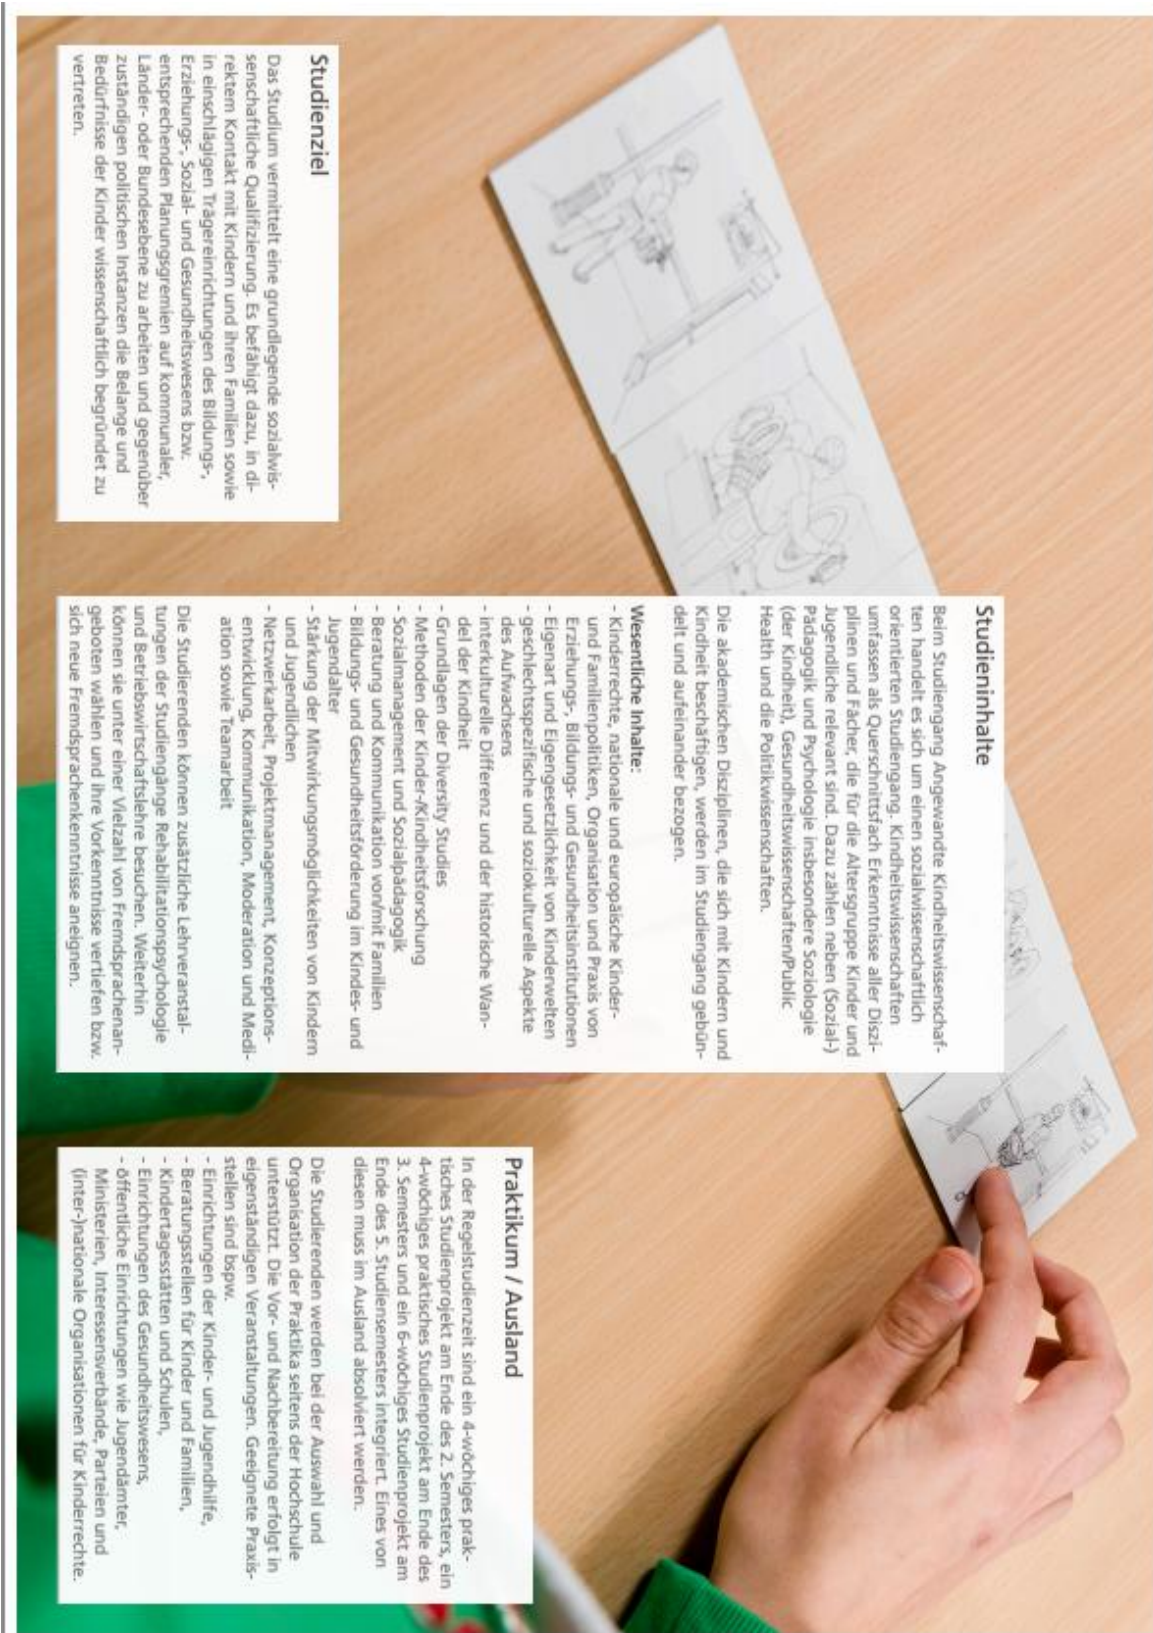 Studienziel
Das Studium vermittelt eine grundlegende sozialwis-
senschaftliche Qualifizierung. Es befähigt dazu, in di-
rektem Kontakt mit Kindern und ihren Familien sowie
in einschlägigen Trägereinrichtungen des Bildungs-,
Erziehungs-, Sozial- und Gesundheitswesens bzw.
entsprechenden Planungsgremien auf kommunaler,
Länder- oder Bundesebene zu arbeiten und gegenüber
zuständigen politischen Instanzen die Belange und
Bedürfnisse der Kinder wissenschaftlich begründet zu
vertreten.
Studieninhalte
Beim Studiengang Angewandte Kindheitswissenschaf-
ten handelt es sich um einen sozialwissenschaftlich
orientierten Studiengang. Kindheitswissenschaften
umfassen als Querschnittsfach Erkenntnisse aller Diszi-
plinen und Fächer, die für die Altersgruppe Kinder und
Jugendliche relevant sind. Dazu zählen neben (Sozial-)
Pädagogik und Psychologie insbesondere Soziologie
(der Kindheit), Gesundheitswissenschaften/Public
Health und die Politikwissenschaften.
Die akademischen Disziplinen, die sich mit Kindern und
Kindheit beschäftigen, werden im Studiengang gebün-
delt und aufeinander bezogen.
Wesentliche Inhalte:
- Kinderrechte, nationale und europäische Kinder-
und Familienpolitiken, Organisation und Praxis von
Erziehungs-, Bildungs- und Gesundheitsinstitutionen
- Eigenart und Eigengesetzlichkeit von Kinderwelten
- geschlechtsspezifische und soziokulturelle Aspekte
des Aufwachsens
- interkulturelle Differenz und der historische Wan-
del der Kindheit
- Grundlagen der Diversity Studies
- Methoden der Kinder-/Kindheitsforschung
- Sozialmanagement und Sozialpädagogik
- Beratung und Kommunikation von/mit Familien
- Bildungs- und Gesundheitsförderung im Kindes- und
Jugendalter
- Stärkung der Mitwirkungsmöglichkeiten von Kindern
und Jugendlichen
- Netzwerkarbeit, Projektmanagement, Konzeptions-
entwicklung, Kommunikation, Moderation und Medi-
ation sowie Teamarbeit
Die Studierenden können zusätzliche Lehrveranstal-
tungen der Studiengänge Rehabilitationspsychologie
und Betriebswirtschaftslehre besuchen. Weiterhin
können sie unter einer Vielzahl von Fremdsprachenan-
geboten wählen und ihre Vorkenntnisse vertiefen bzw.
sich neue Fremdsprachenkenntnisse aneignen.
Praktikum / Ausland
In der Regelstudienzeit sind ein 4-wöchiges prak-
tisches Studienprojekt am Ende des 2. Semesters, ein
4-wöchiges praktisches Studienprojekt am Ende des
3. Semesters und ein 6-wöchiges Studienprojekt am
Ende des 5. Studiensemesters integriert. Eines von
diesen muss im Ausland absolviert werden.
Die Studierenden werden bei der Auswahl und
Organisation der Praktika seitens der Hochschule
unterstützt. Die Vor- und Nachbereitung erfolgt in
eigenständigen Veranstaltungen. Geeignete Praxis-
stellen sind bspw.
- Einrichtungen der Kinder- und Jugendhilfe,
- Beratungsstellen für Kinder und Familien,
- Kindertagesstätten und Schulen,
- Einrichtungen des Gesundheitswesens,
- öffentliche Einrichtungen wie Jugendämter,
Ministerien, Interessensverbände, Parteien und
(inter-)nationale Organisationen für Kinderrechte.